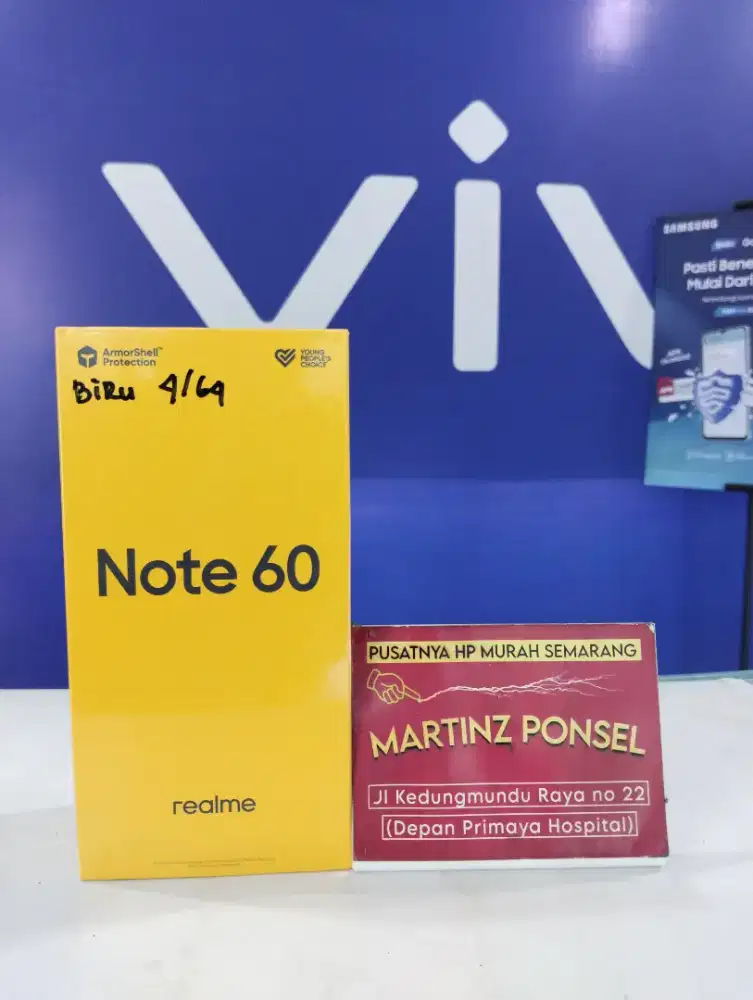 viv
SAMSUNG
Pasti Bene
Mulai Dari
ArmorShell™
Protection
YOUNG
PEOPLE'S
CHOICE
BIRU 4/64
Note 60
realme
PUSATNYA HP MURAH SEMARANG
MARTINZ PONSEL
Jl Kedungmundu Raya no 22
(Depan Primaya Hospital)